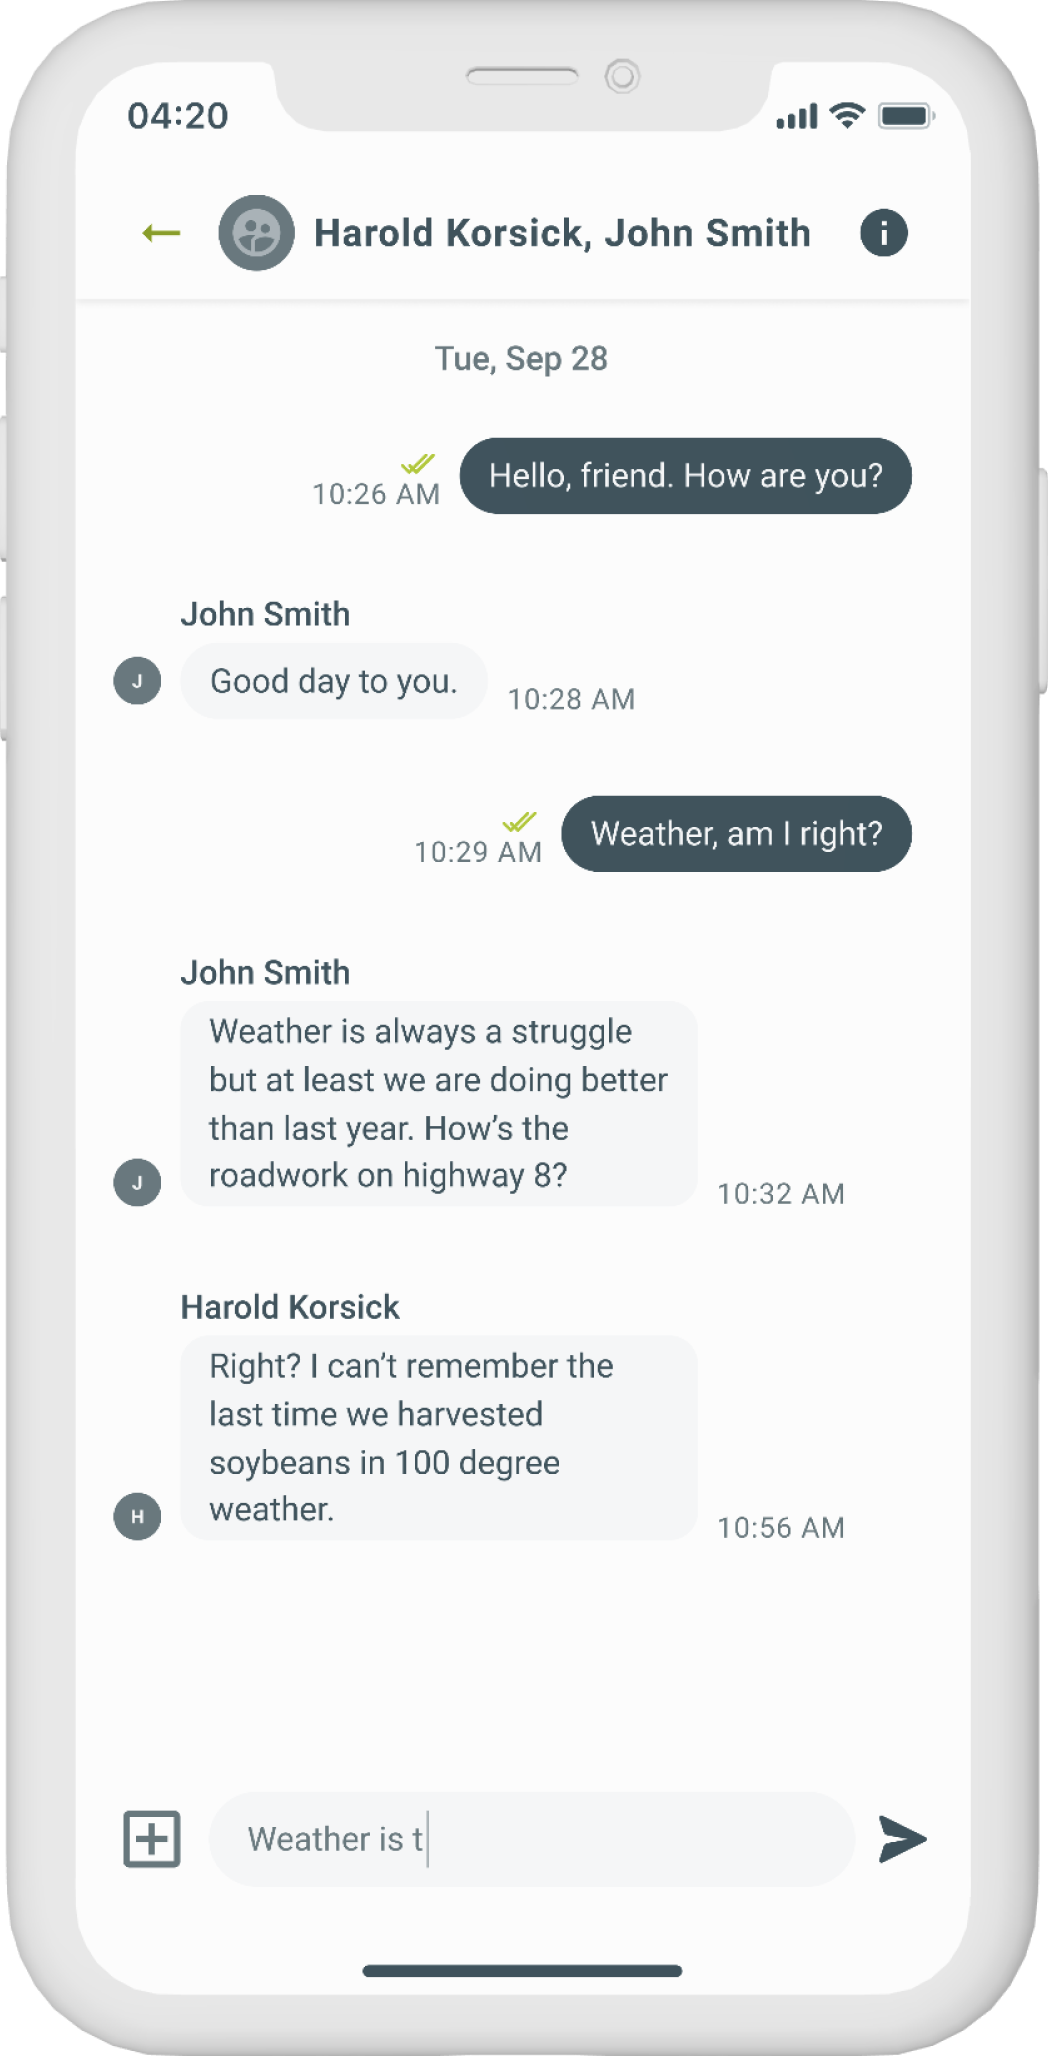 04:20
Harold Korsick, John Smith
i
Tue, Sep 28
Hello, friend. How are you?
10:26 AM
John Smith
J
Good day to you.
10:28 AM
Weather, am I right?
10:29 AM
John Smith
Weather is always a struggle
but at least we are doing better
than last year. How’s the
roadwork on highway 8?
J
10:32 AM
Harold Korsick
Right? I can’t remember the
last time we harvested
soybeans in 100 degree
weather.
H
10:56 AM
Weather is t